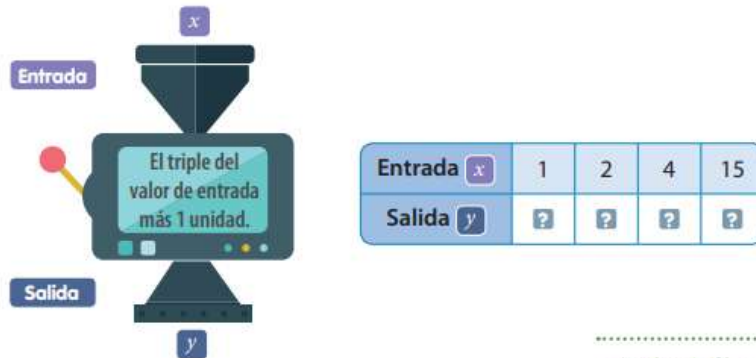 x
Entrada
El triple del
valor de entrada
más 1 unidad.
Salida
y
Entrada x 1 2 4 15
Salida y ? ? ? ?